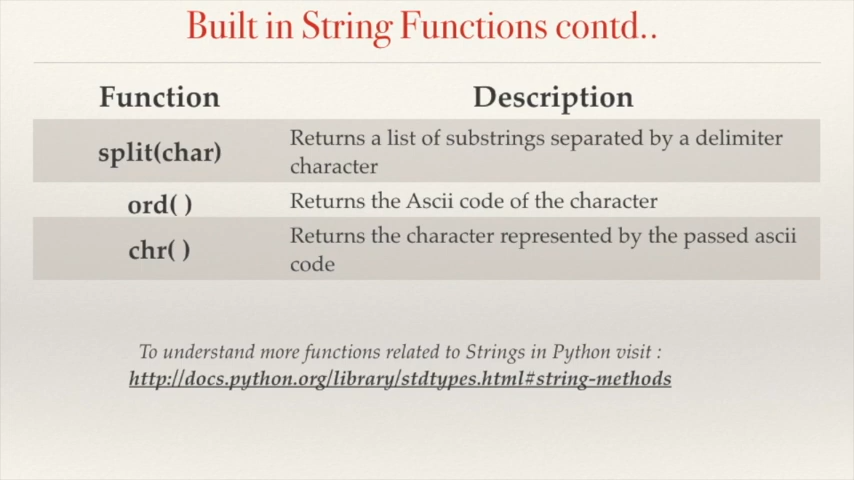 Built in String Functions contd..
Function Description
split(char) Returns a list of substrings separated by a delimiter
character
ord( ) Returns the Ascii code of the character
chr( ) Returns the character represented by the passed ascii
code
To understand more functions related to Strings in Python visit :
http://docs.python.org/library/stdtypes.html#string-methods